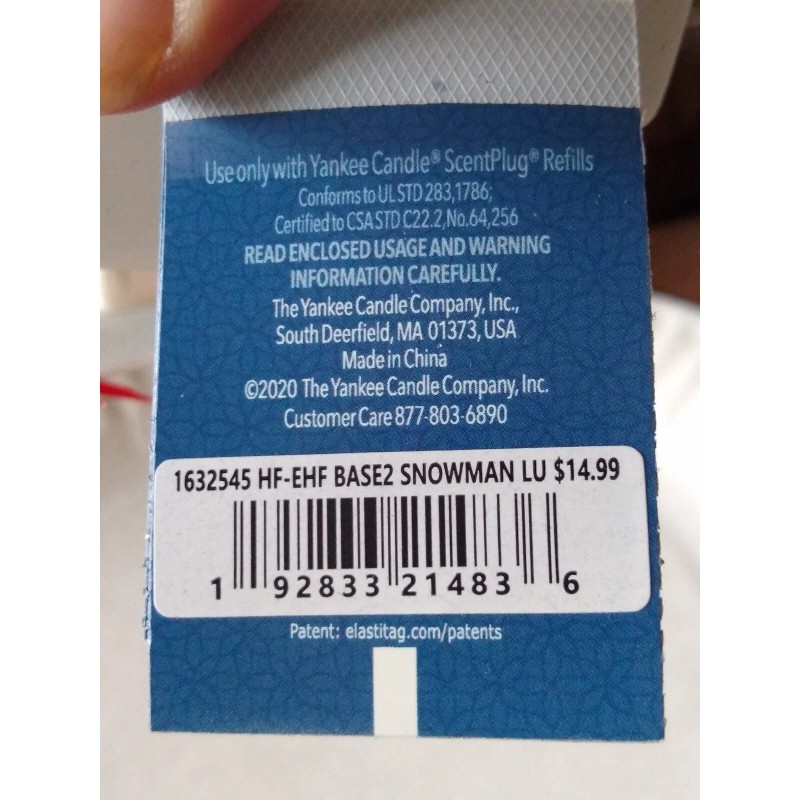 Use only with Yankee Candle® ScentPlug® Refills
Conforms to UL STD 283,1786;
Certified to CSA STD C22.2,No.64,256
READ ENCLOSED USAGE AND WARNING
INFORMATION CAREFULLY.
The Yankee Candle Company, Inc.,
South Deerfield, MA 01373, USA
Made in China
©2020 The Yankee Candle Company, Inc.
Customer Care 877-803-6890
1632545 HF-EHF BASE2 SNOWMAN LU $14.99
1 92833 21483 6
Patent: elastitag.com/patents